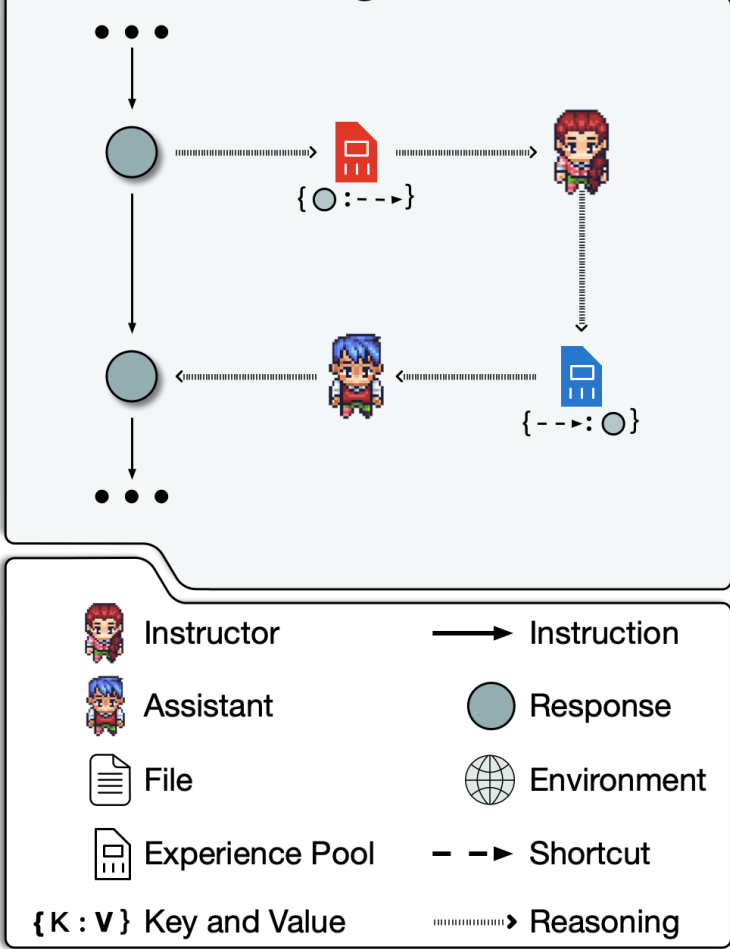 Instructor
Instruction
Assistant
Response
File
Environment
Experience Pool
Shortcut
{K : V} Key and Value
Reasoning